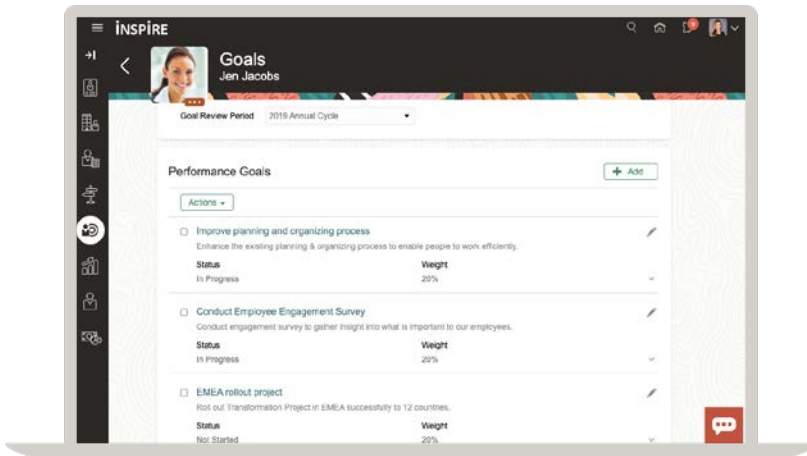 iNSPiRE
Goals
Jen Jacobs
Goal Review Period 2019 Annual Cycle
Performance Goals
Add
Actions
Improve planning and organizing process
Enhance the existing planning & organizing process to enable people to work efficiently.
Status Weight
In Progress 20%
Conduct Employee Engagement Survey
Conduct engagement survey to gather insight into what is important to our employees.
Status Weight
In Progress 20%
EMEA rollout project
Roll out Transformation Project in EMEA successfully to 12 countries.
Status Weight
Not Started 20%